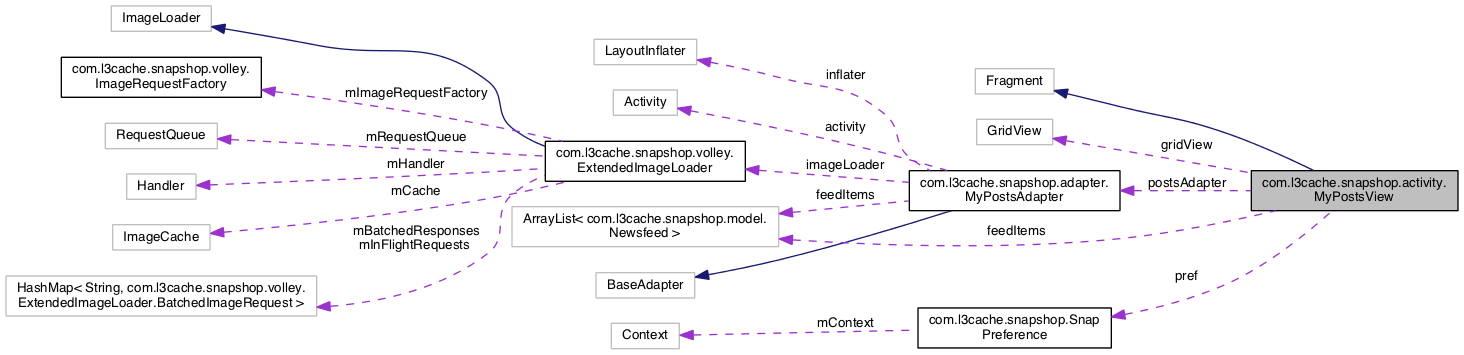 ImageLoader
com.l3cache.snapshop.volley.
ImageRequestFactory
RequestQueue
Handler
ImageCache
HashMap< String, com.l3cache.snapshop.volley.
ExtendedImageLoader.BatchedImageRequest >
mImageRequestFactory
mRequestQueue
mHandler
mCache
mBatchedResponses
mInFlightRequests
com.l3cache.snapshop.volley.
ExtendedImageLoader
LayoutInflater
Activity
ArrayList< com.l3cache.snapshop.model.
Newsfeed >
BaseAdapter
Context
inflater
activity
imageLoader
feedItems
mContext
com.l3cache.snapshop.adapter.
MyPostsAdapter
Fragment
GridView
com.l3cache.snapshop.Snap
Preference
gridView
postsAdapter
feedItems
pref
com.l3cache.snapshop.activity.
MyPostsView